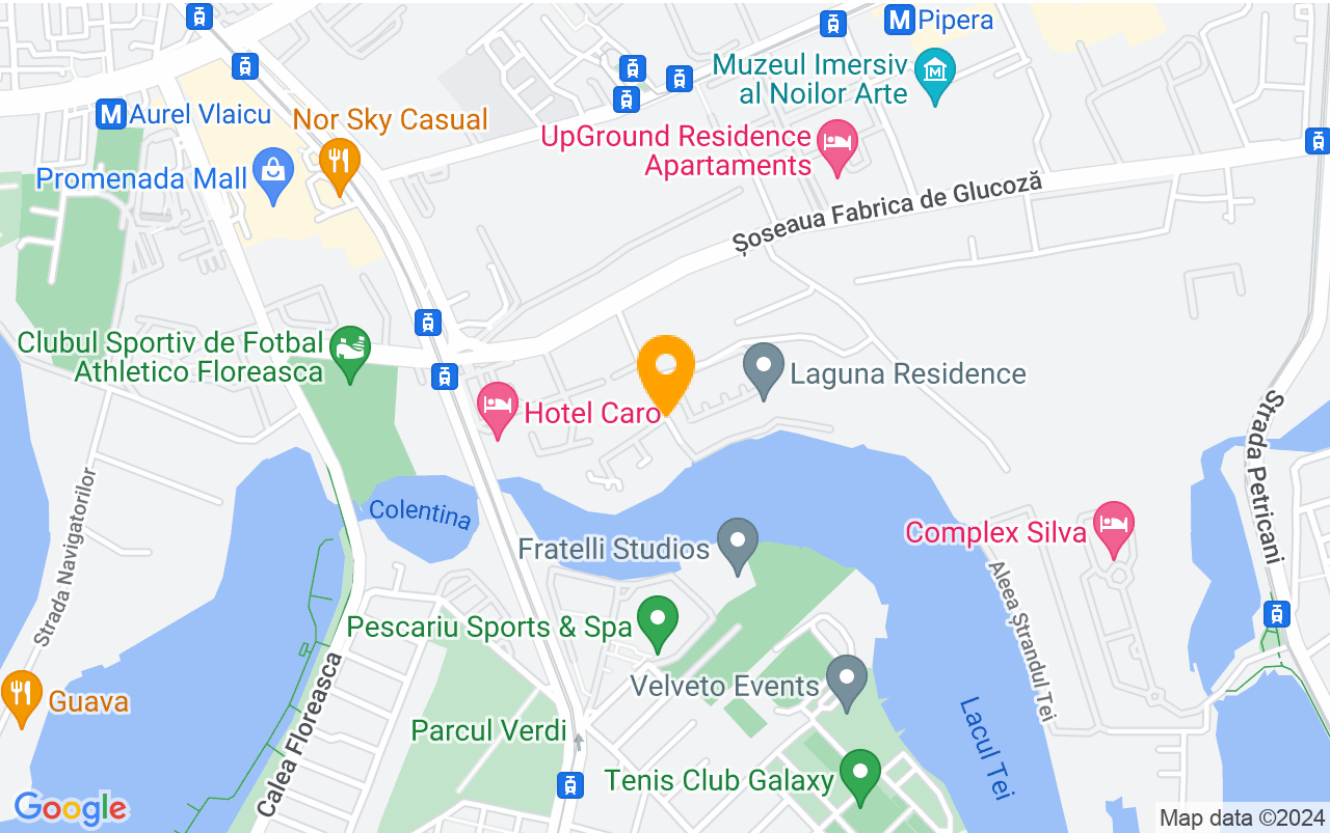 M Pipera
Muzeul Imersiv
al Noilor Arte
M Aurel Vlaicu
Nor Sky Casual
UpGround Residence
Apartaments
Promenada Mall
Șoseaua Fabrica de Glucoză
Clubul Sportiv de Fotbal
Athletico Floreasca
Laguna Residence
Hotel Caro
Strada Petricani
Colentina
Strada Navigatorilor
Fratelli Studios
Complex Silva
Aleea Ștrandul Tei
Pescariu Sports & Spa
Velveto Events
Guava
Calea Floreasca
Parcul Verdi
Lacul Tei
Tenis Club Galaxy
Google
Map data ©2024